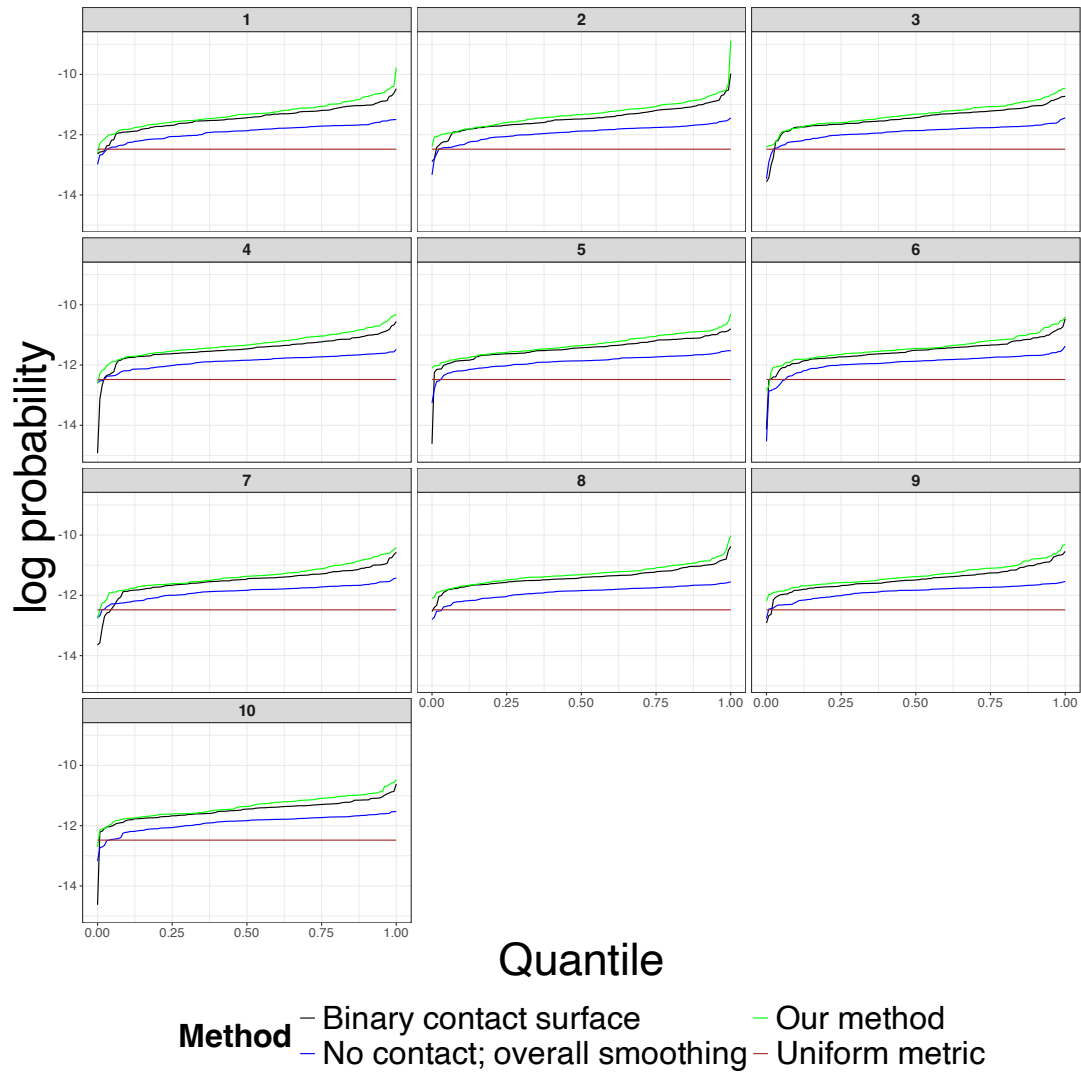 1 2 3
-10
-12
-14
4 5 6
-10
-12
-14
7 8 9
-10
-12
-14
0.00 0.25 0.50 0.75 1.00 0.00 0.25 0.50 0.75 1.00
10
-10
-12
-14
0.00 0.25 0.50 0.75 1.00
log probability
Quantile
Method
Binary contact surface
Our method
No contact; overall smoothing
Uniform metric